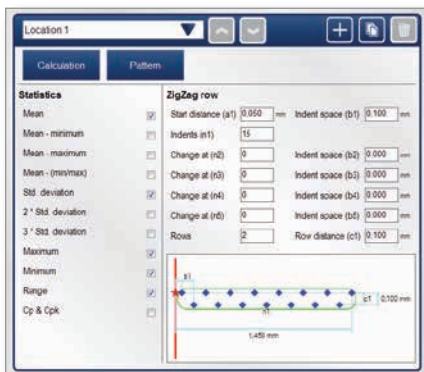 Location 1
Calculation
Pattern
Statistics
Mean
Mean - minimum
Mean - maximum
Mean - (min/max)
Std. deviation
2 * Std. deviation
3 * Std. deviation
Maximum
Minimum
Range
Cp & Cpk
ZigZag row
Start distance (a1) 0,050 mm Indent space (b1) 0,100 mm
Indents in1) 15
Change at (n2) 0 Indent space (b2) 0,000 mm
Change at (n3) 0 Indent space (b3) 0,000 mm
Change at (n4) 0 Indent space (b4) 0,000 mm
Change at (n5) 0 Indent space (b5) 0,000 mm
Rows 2 Row distance (c1) 0,100 mm
a1
c1 0,100 mm
n1
1,450 mm